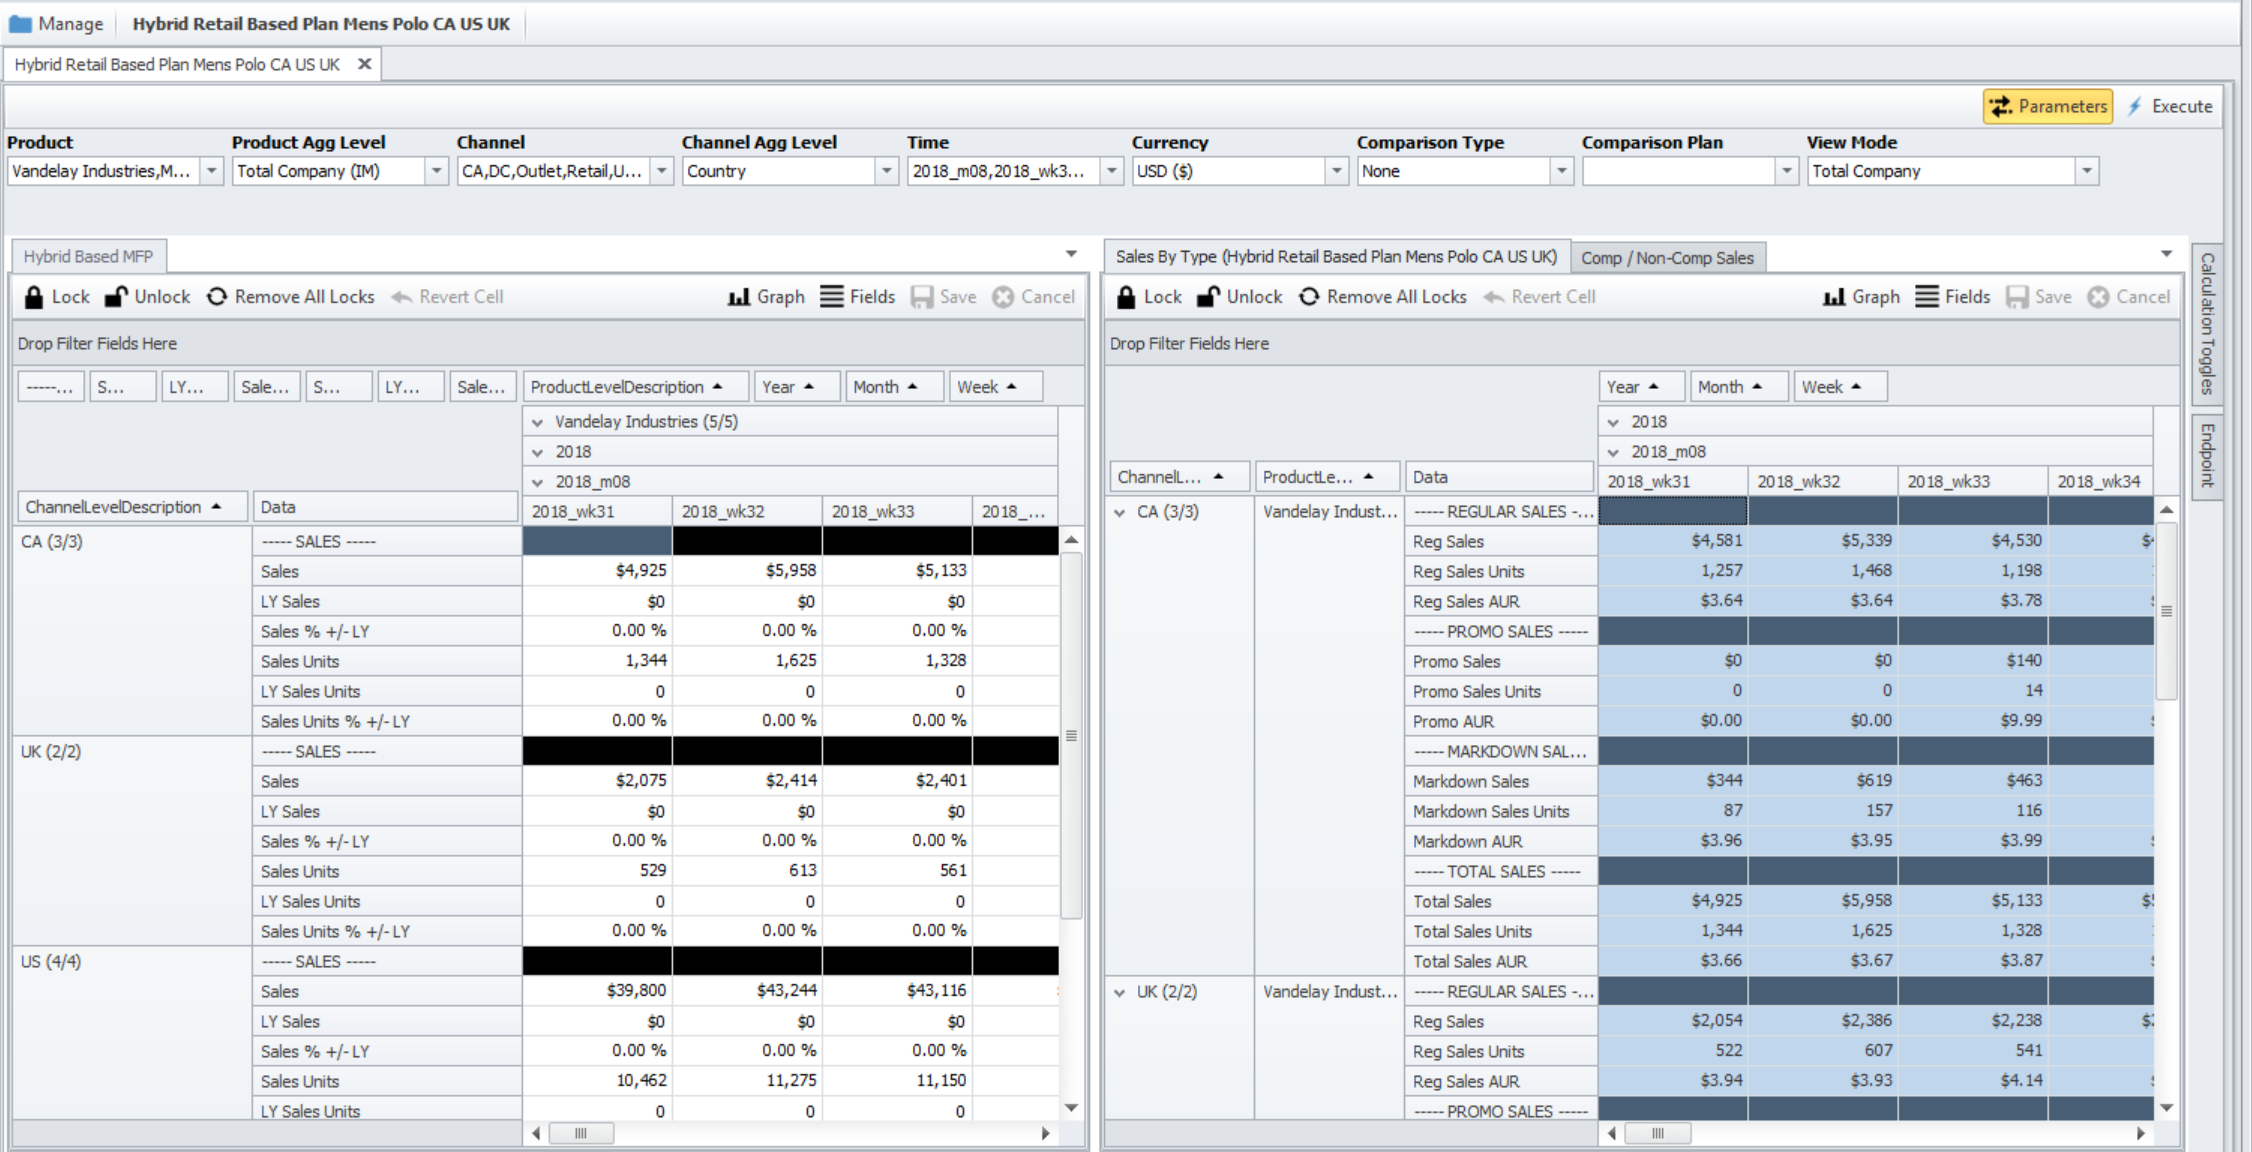 Manage Hybrid Retail Based Plan Mens Polo CA US UK
Hybrid Retail Based Plan Mens Polo CA US UK
Parameters Execute
Product Product Agg Level Channel Channel Agg Level Time Currency Comparison Type Comparison Plan View Mode
Vandelay Industries,M... Total Company (IM) CA,DC,Outlet,Retail,U... Country 2018_m08,2018_wk3... USD ($) None Total Company
Hybrid Based MFP
Lock Unlock Remove All Locks Revert Cell Graph Fields Save Cancel
Drop Filter Fields Here
-----... S... LY... Sale... S... LY... Sale... ProductLevelDescription Year Month Week
Vandelay Industries (5/5)
2018
2018_m08
ChannelLevelDescription Data 2018_wk31 2018_wk32 2018_wk33 2018_...
CA (3/3) ----- SALES -----
Sales $4,925 $5,958 $5,133
LY Sales $0 $0 $0
Sales % +/- LY 0.00 % 0.00 % 0.00 %
Sales Units 1,344 1,625 1,328
LY Sales Units 0 0 0
Sales Units % +/- LY 0.00 % 0.00 % 0.00 %
UK (2/2) ----- SALES -----
Sales $2,075 $2,414 $2,401
LY Sales $0 $0 $0
Sales % +/- LY 0.00 % 0.00 % 0.00 %
Sales Units 529 613 561
LY Sales Units 0 0 0
Sales Units % +/- LY 0.00 % 0.00 % 0.00 %
US (4/4) ----- SALES -----
Sales $39,800 $43,244 $43,116
LY Sales $0 $0 $0
Sales % +/- LY 0.00 % 0.00 % 0.00 %
Sales Units 10,462 11,275 11,150
LY Sales Units 0 0 0
Sales By Type (Hybrid Retail Based Plan Mens Polo CA US UK) Comp / Non-Comp Sales
Lock Unlock Remove All Locks Revert Cell Graph Fields Save Cancel
Drop Filter Fields Here
Year Month Week
2018
2018_m08
ChannelL... ProductLe... Data 2018_wk31 2018_wk32 2018_wk33 2018_wk34
CA (3/3) Vandelay Indust... ----- REGULAR SALES -...
Reg Sales $4,581 $5,339 $4,530
Reg Sales Units 1,257 1,468 1,198
Reg Sales AUR $3.64 $3.64 $3.78
----- PROMO SALES -----
Promo Sales $0 $0 $140
Promo Sales Units 0 0 14
Promo AUR $0.00 $0.00 $9.99
----- MARKDOWN SAL...
Markdown Sales $344 $619 $463
Markdown Sales Units 87 157 116
Markdown AUR $3.96 $3.95 $3.99
----- TOTAL SALES -----
Total Sales $4,925 $5,958 $5,133
Total Sales Units 1,344 1,625 1,328
Total Sales AUR $3.66 $3.67 $3.87
UK (2/2) Vandelay Indust... ----- REGULAR SALES -...
Reg Sales $2,054 $2,386 $2,238
Reg Sales Units 522 607 541
Reg Sales AUR $3.94 $3.93 $4.14
----- PROMO SALES -----
Calculation Toggles
Endpoint